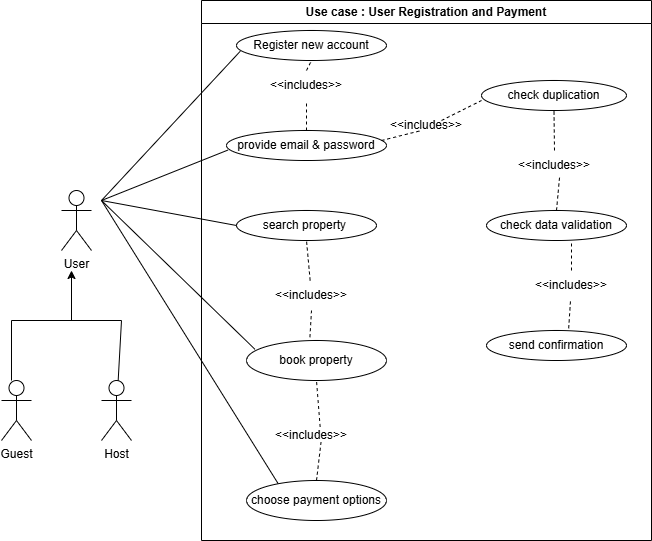 Use case : User Registration and Payment
Register new account
<<includes>>
check duplication
<<includes>>
provide email & password
<<includes>>
User
search property
check data validation
<<includes>>
<<includes>>
book property
send confirmation
Guest
Host
<<includes>>
choose payment options